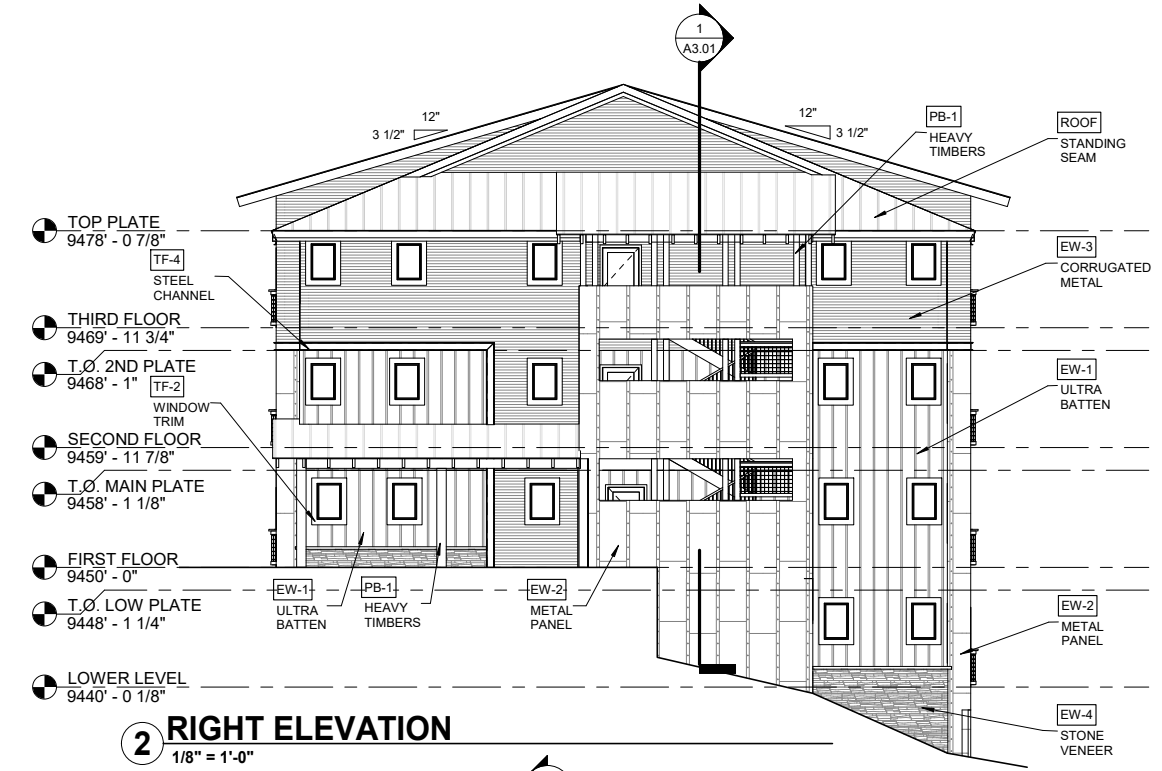 1
A3.01
12"
3 1/2"
12"
3 1/2"
PB-1
HEAVY
TIMBERS
ROOF
STANDING
SEAM
TOP PLATE
9478' - 0 7/8"
TF-4
STEEL
CHANNEL
EW-3
CORRUGATED
METAL
THIRD FLOOR
9469' - 11 3/4"
T.O. 2ND PLATE
9468' - 1"
TF-2
WINDOW
TRIM
EW-1
ULTRA
BATTEN
SECOND FLOOR
9459' - 11 7/8"
T.O. MAIN PLATE
9458' - 1 1/8"
FIRST FLOOR
9450' - 0"
EW-1
ULTRA
BATTEN
PB-1
HEAVY
TIMBERS
EW-2
METAL
PANEL
T.O. LOW PLATE
9448' - 1 1/4"
EW-2
METAL
PANEL
LOWER LEVEL
9440' - 0 1/8"
EW-4
STONE
VENEER
2 RIGHT ELEVATION
1/8" = 1'-0"